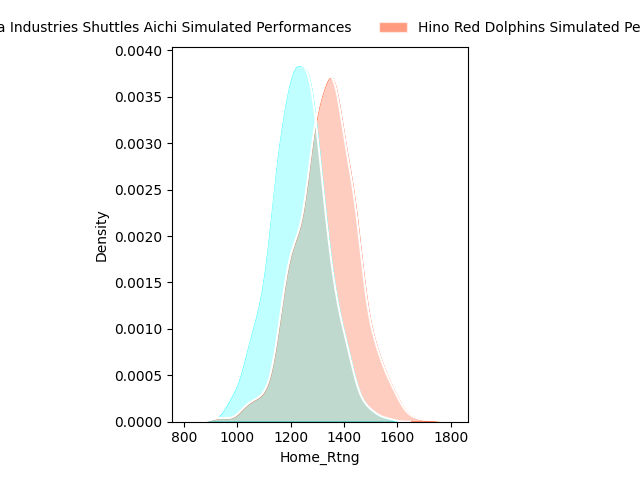 a Industries Shuttles Aichi Simulated Performances
Hino Red Dolphins Simulated Pe
0.0040
0.0035
0.0030
0.0025
0.0020
0.0015
0.0010
0.0005
0.0000
Density
800 1000 1200 1400 1600 1800
Home_Rtng